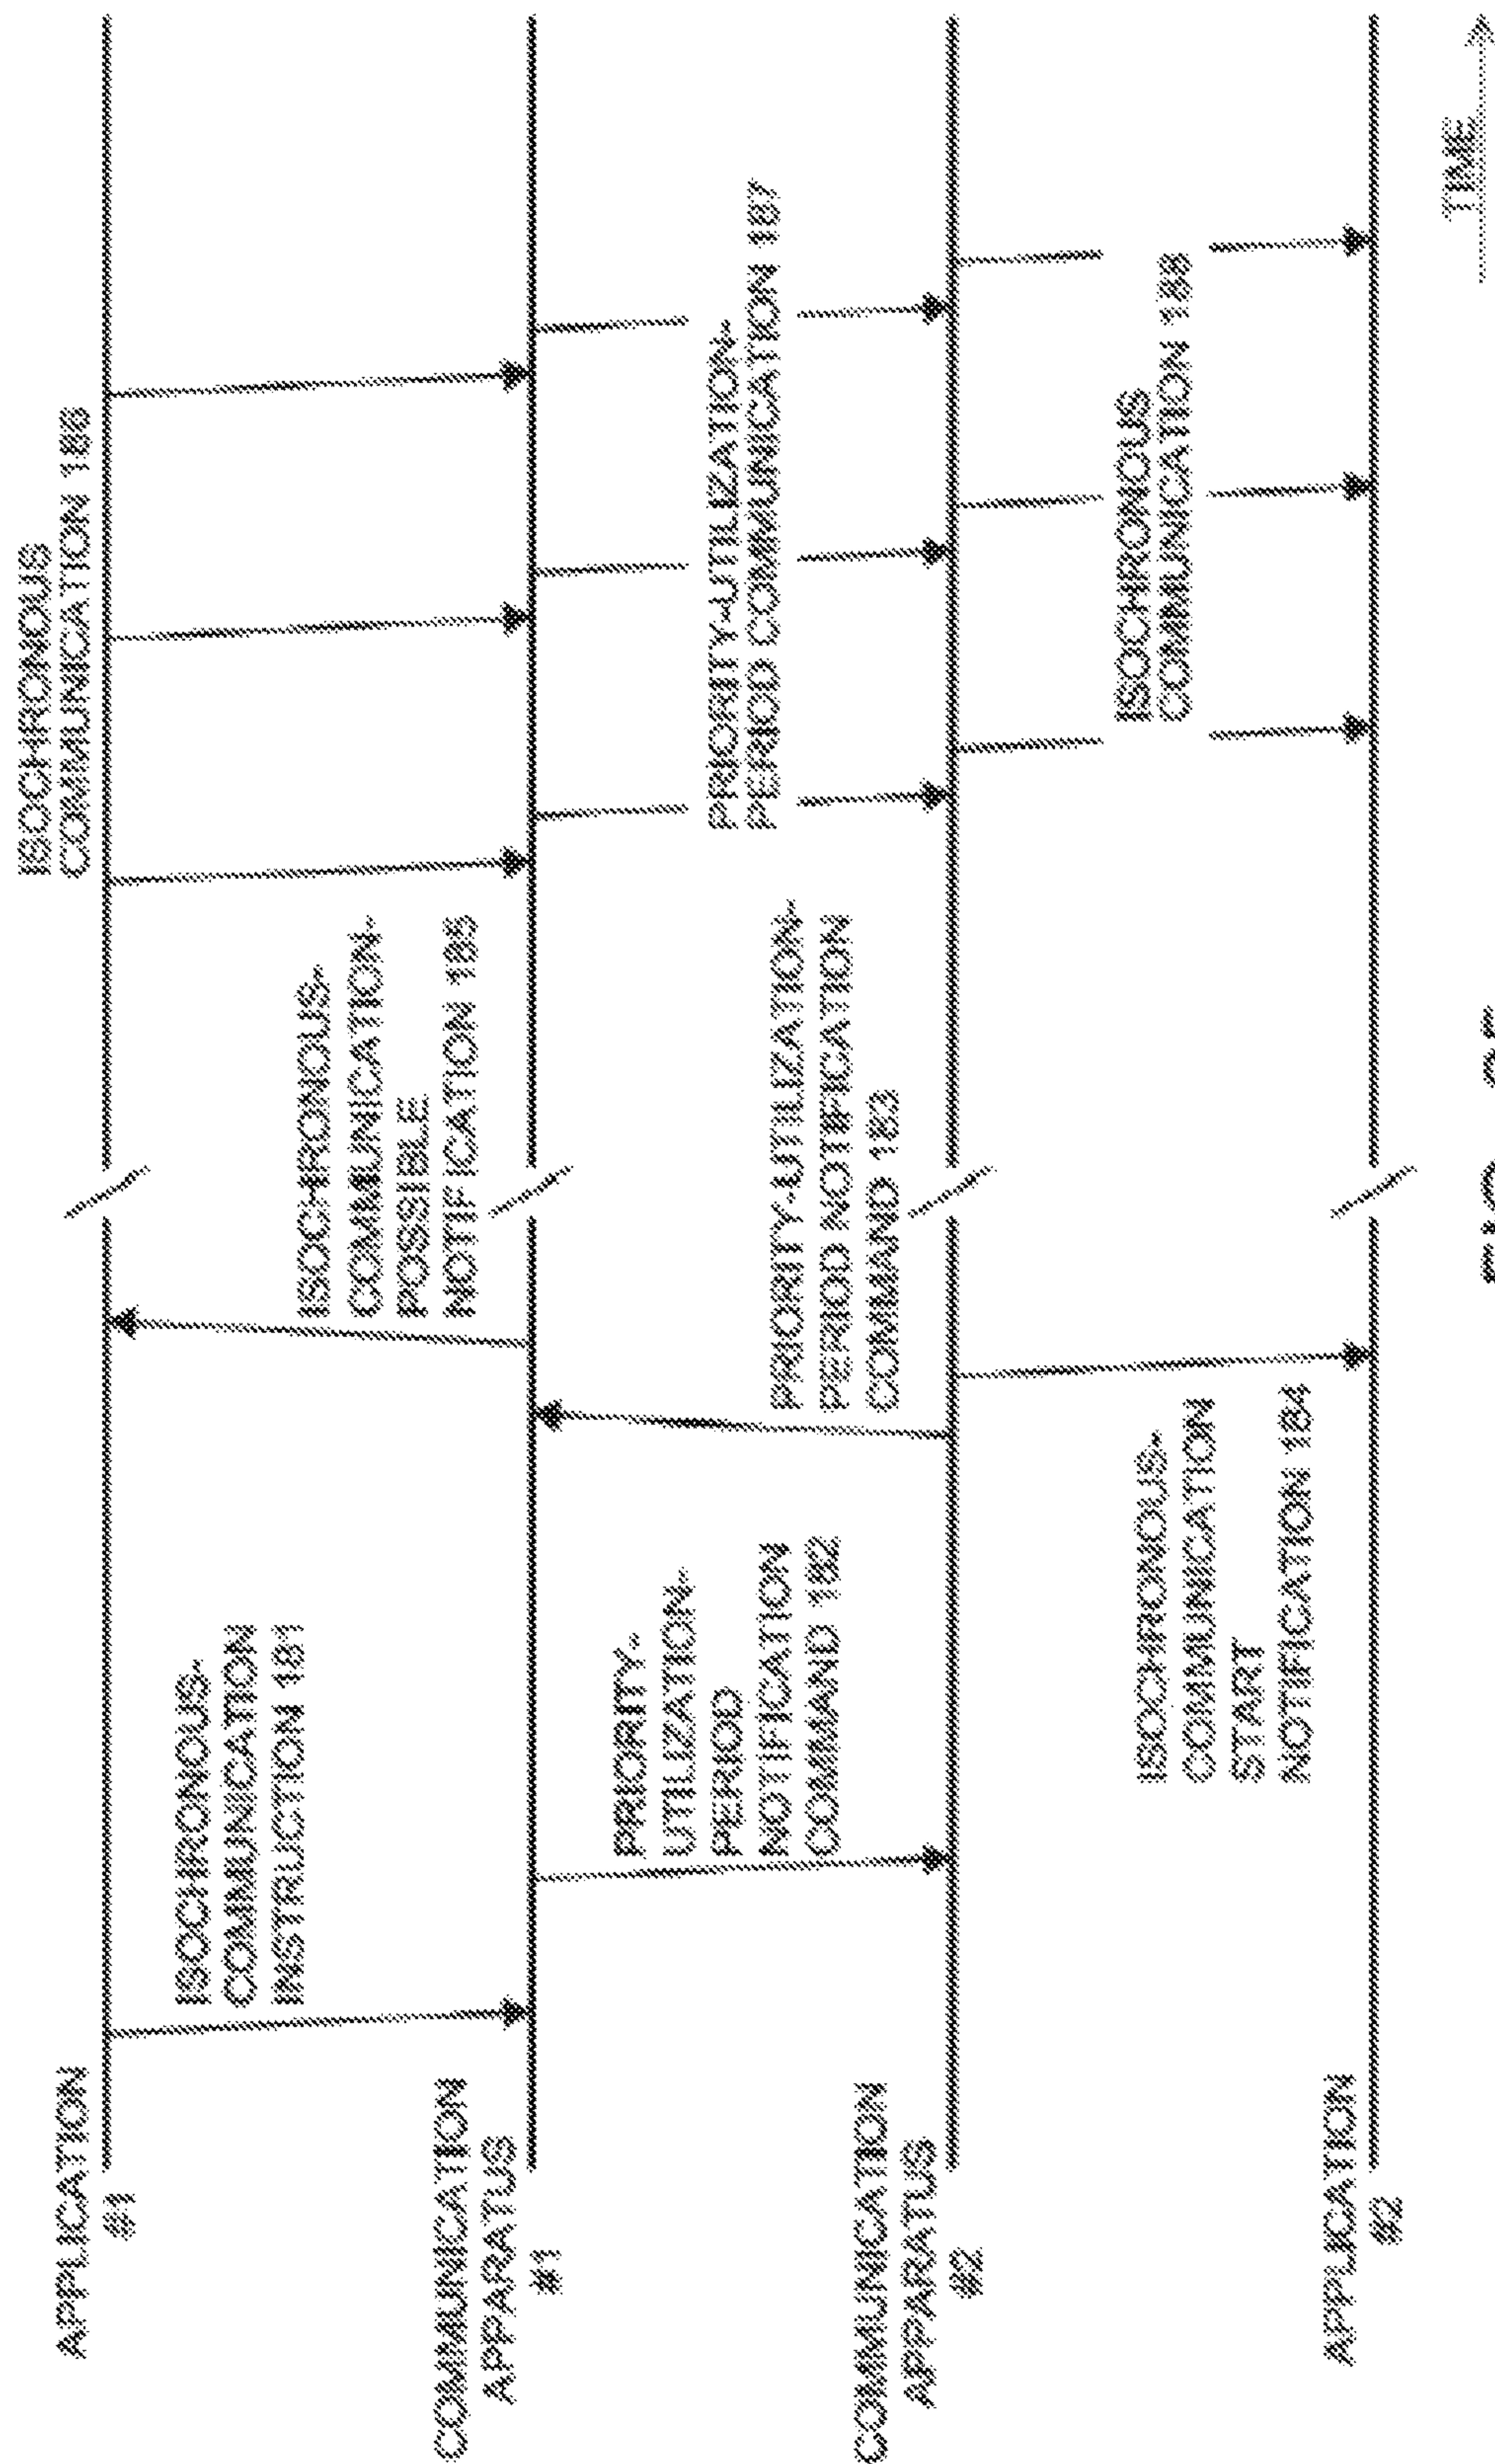 APPLICATION
#1
ISOCHRONOUS-
COMMUNICATION
INSTRUCTION 181
ISOCHRONOUS-
COMMUNICATION-
POSSIBLE
NOTIFICATION 185
ISOCHRONOUS
COMMUNICATION 186
COMMUNICATION
APPARATUS
#1
PRIORITY-
UTILIZATION-
PERIOD
NOTIFICATION
COMMAND 182
PRIORITY-UTILIZATION-
PERIOD NOTIFICATION
COMMAND 183
PRIORITY-UTILIZATION-
PERIOD COMMUNICATION 187
COMMUNICATION
APPARATUS
#2
ISOCHRONOUS-
COMMUNICATION
START
NOTIFICATION 184
ISOCHRONOUS
COMMUNICATION 188
APPLICATION
#2
TIME